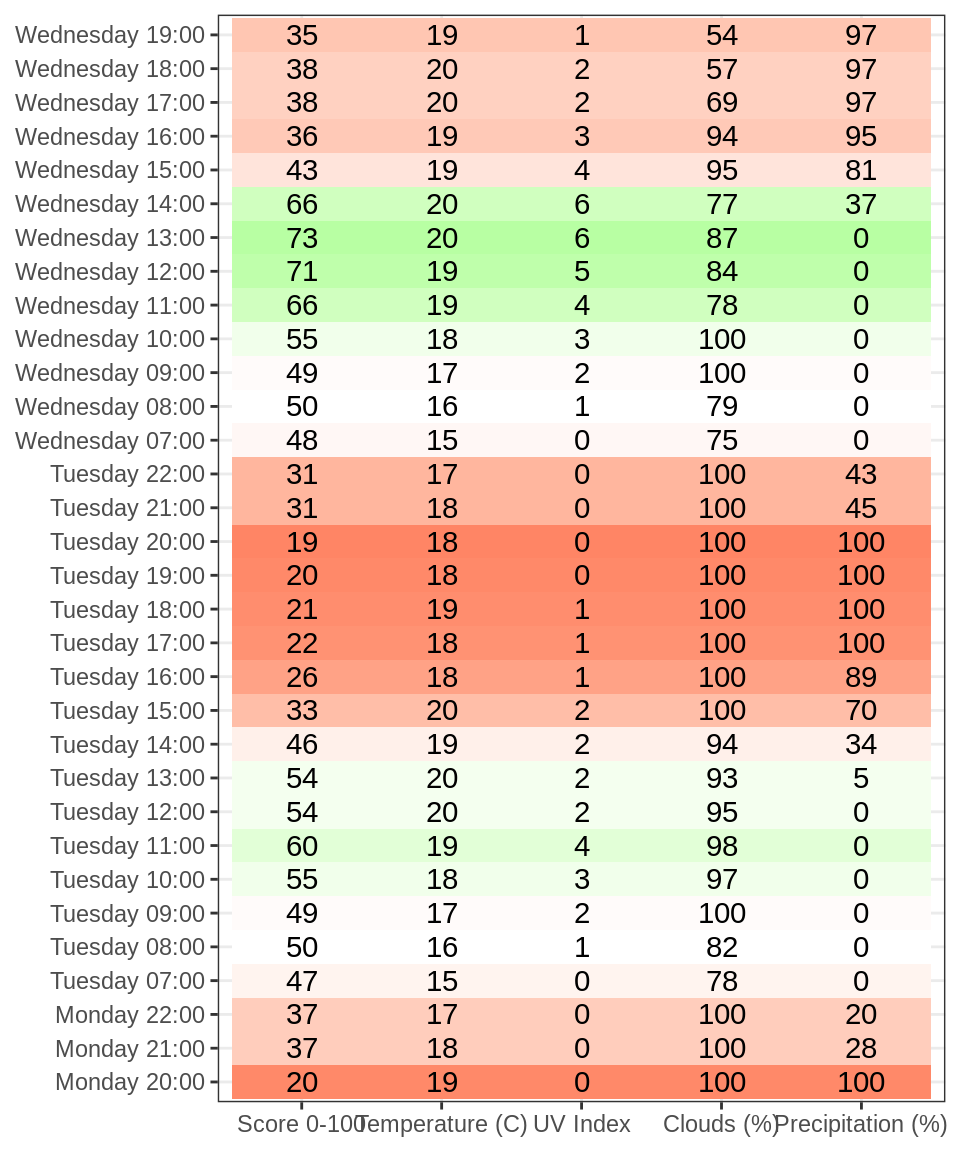 Wednesday 19:00 35 19 1 54 97
Wednesday 18:00 38 20 2 57 97
Wednesday 17:00 38 20 2 69 97
Wednesday 16:00 36 19 3 94 95
Wednesday 15:00 43 19 4 95 81
Wednesday 14:00 66 20 6 77 37
Wednesday 13:00 73 20 6 87 0
Wednesday 12:00 71 19 5 84 0
Wednesday 11:00 66 19 4 78 0
Wednesday 10:00 55 18 3 100 0
Wednesday 09:00 49 17 2 100 0
Wednesday 08:00 50 16 1 79 0
Wednesday 07:00 48 15 0 75 0
Tuesday 22:00 31 17 0 100 43
Tuesday 21:00 31 18 0 100 45
Tuesday 20:00 19 18 0 100 100
Tuesday 19:00 20 18 0 100 100
Tuesday 18:00 21 19 1 100 100
Tuesday 17:00 22 18 1 100 100
Tuesday 16:00 26 18 1 100 89
Tuesday 15:00 33 20 2 100 70
Tuesday 14:00 46 19 2 94 34
Tuesday 13:00 54 20 2 93 5
Tuesday 12:00 54 20 2 95 0
Tuesday 11:00 60 19 4 98 0
Tuesday 10:00 55 18 3 97 0
Tuesday 09:00 49 17 2 100 0
Tuesday 08:00 50 16 1 82 0
Tuesday 07:00 47 15 0 78 0
Monday 22:00 37 17 0 100 20
Monday 21:00 37 18 0 100 28
Monday 20:00 20 19 0 100 100
Score 0-100 Temperature (C) UV Index Clouds (%) Precipitation (%)